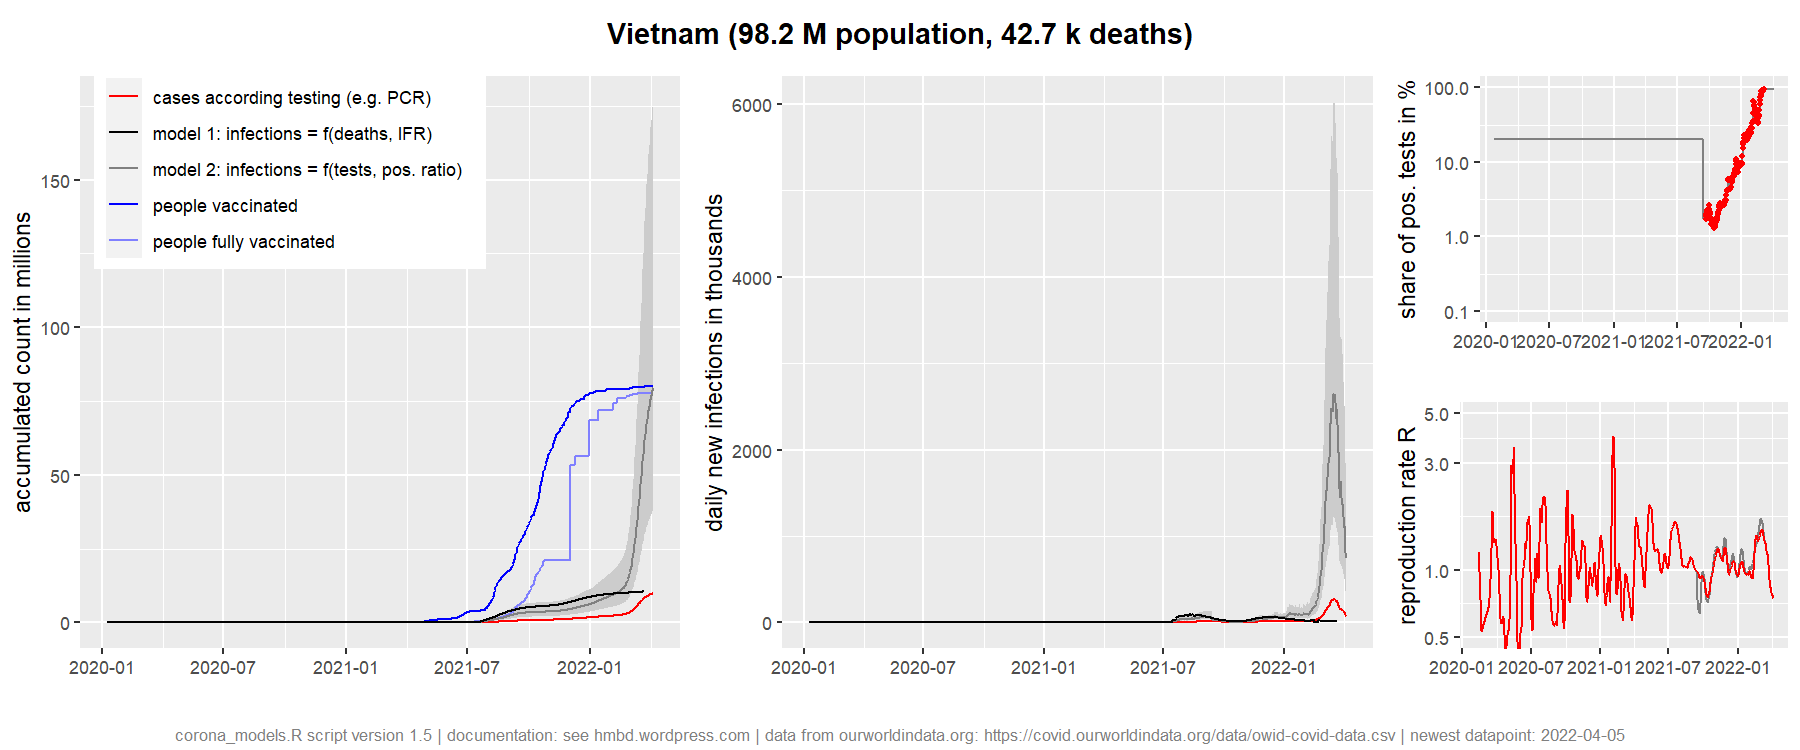 Vietnam (98.2 M population, 42.7 k deaths)
accumulated count in millions
150
100
50
0
cases according testing (e.g. PCR)
model 1: infections = f(deaths, IFR)
model 2: infections = f(tests, pos. ratio)
people vaccinated
people fully vaccinated
2020-01 2020-07 2021-01 2021-07 2022-01
daily new infections in thousands
6000
4000
2000
0
2020-01 2020-07 2021-01 2021-07 2022-01
share of pos. tests in %
100.0
10.0
1.0
0.1
2020-01 2020-07 2021-01 2021-07 2022-01
reproduction rate R
5.0
3.0
1.0
0.5
2020-01 2020-07 2021-01 2021-07 2022-01
corona_models.R script version 1.5 | documentation: see hmbd.wordpress.com | data from ourworldindata.org: https://covid.ourworldindata.org/data/owid-covid-data.csv | newest datapoint: 2022-04-05